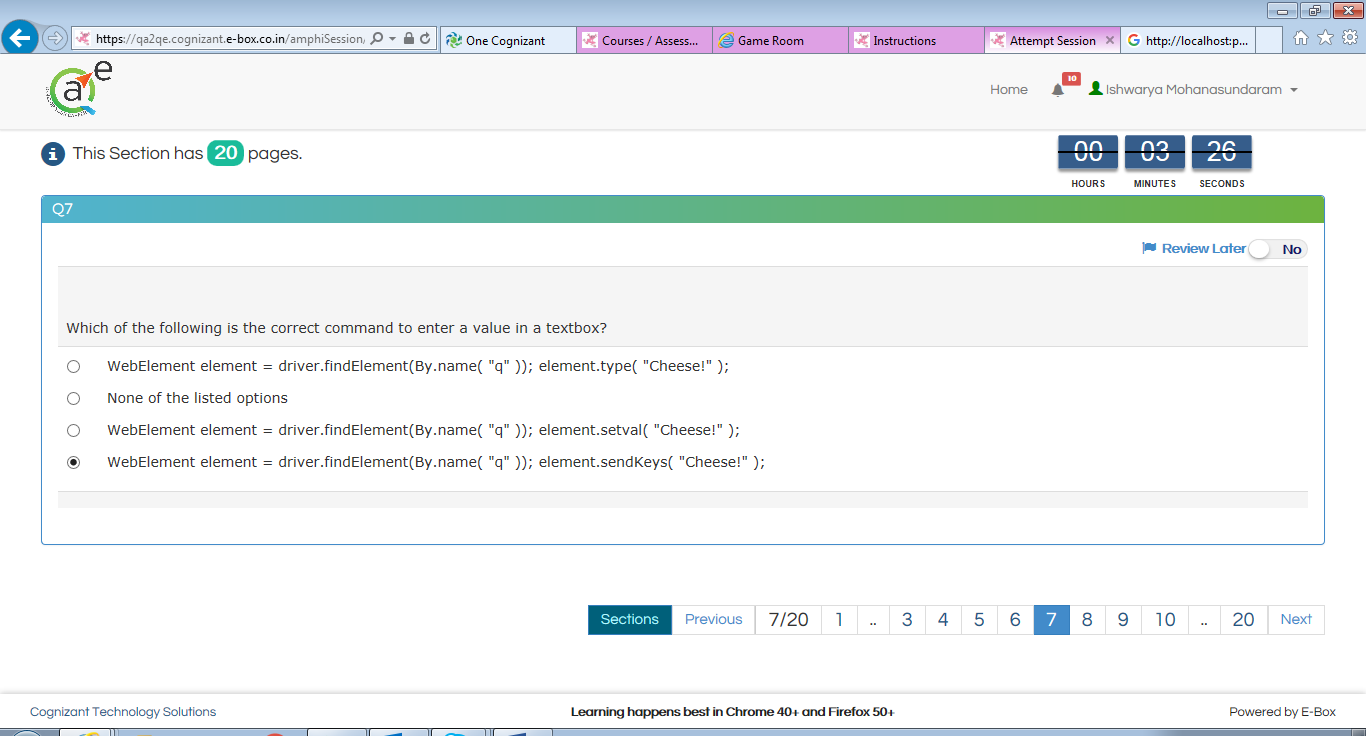 https://qa2qe.cognizant.e-box.co.in/amphiSession/
One Cognizant
Courses / Assess...
Game Room
Instructions
Attempt Session
http://localhost:p...
a e
Home
10
Ishwarya Mohanasundaram
This Section has 20 pages.
00 03 26
HOURS MINUTES SECONDS
Q7
Review Later No
Which of the following is the correct command to enter a value in a textbox?
WebElement element = driver.findElement(By.name( "q" )); element.type( "Cheese!" );
None of the listed options
WebElement element = driver.findElement(By.name( "q" )); element.setval( "Cheese!" );
WebElement element = driver.findElement(By.name( "q" )); element.sendKeys( "Cheese!" );
Sections Previous 7/20 1 .. 3 4 5 6 7 8 9 10 .. 20 Next
Cognizant Technology Solutions Learning happens best in Chrome 40+ and Firefox 50+ Powered by E-Box